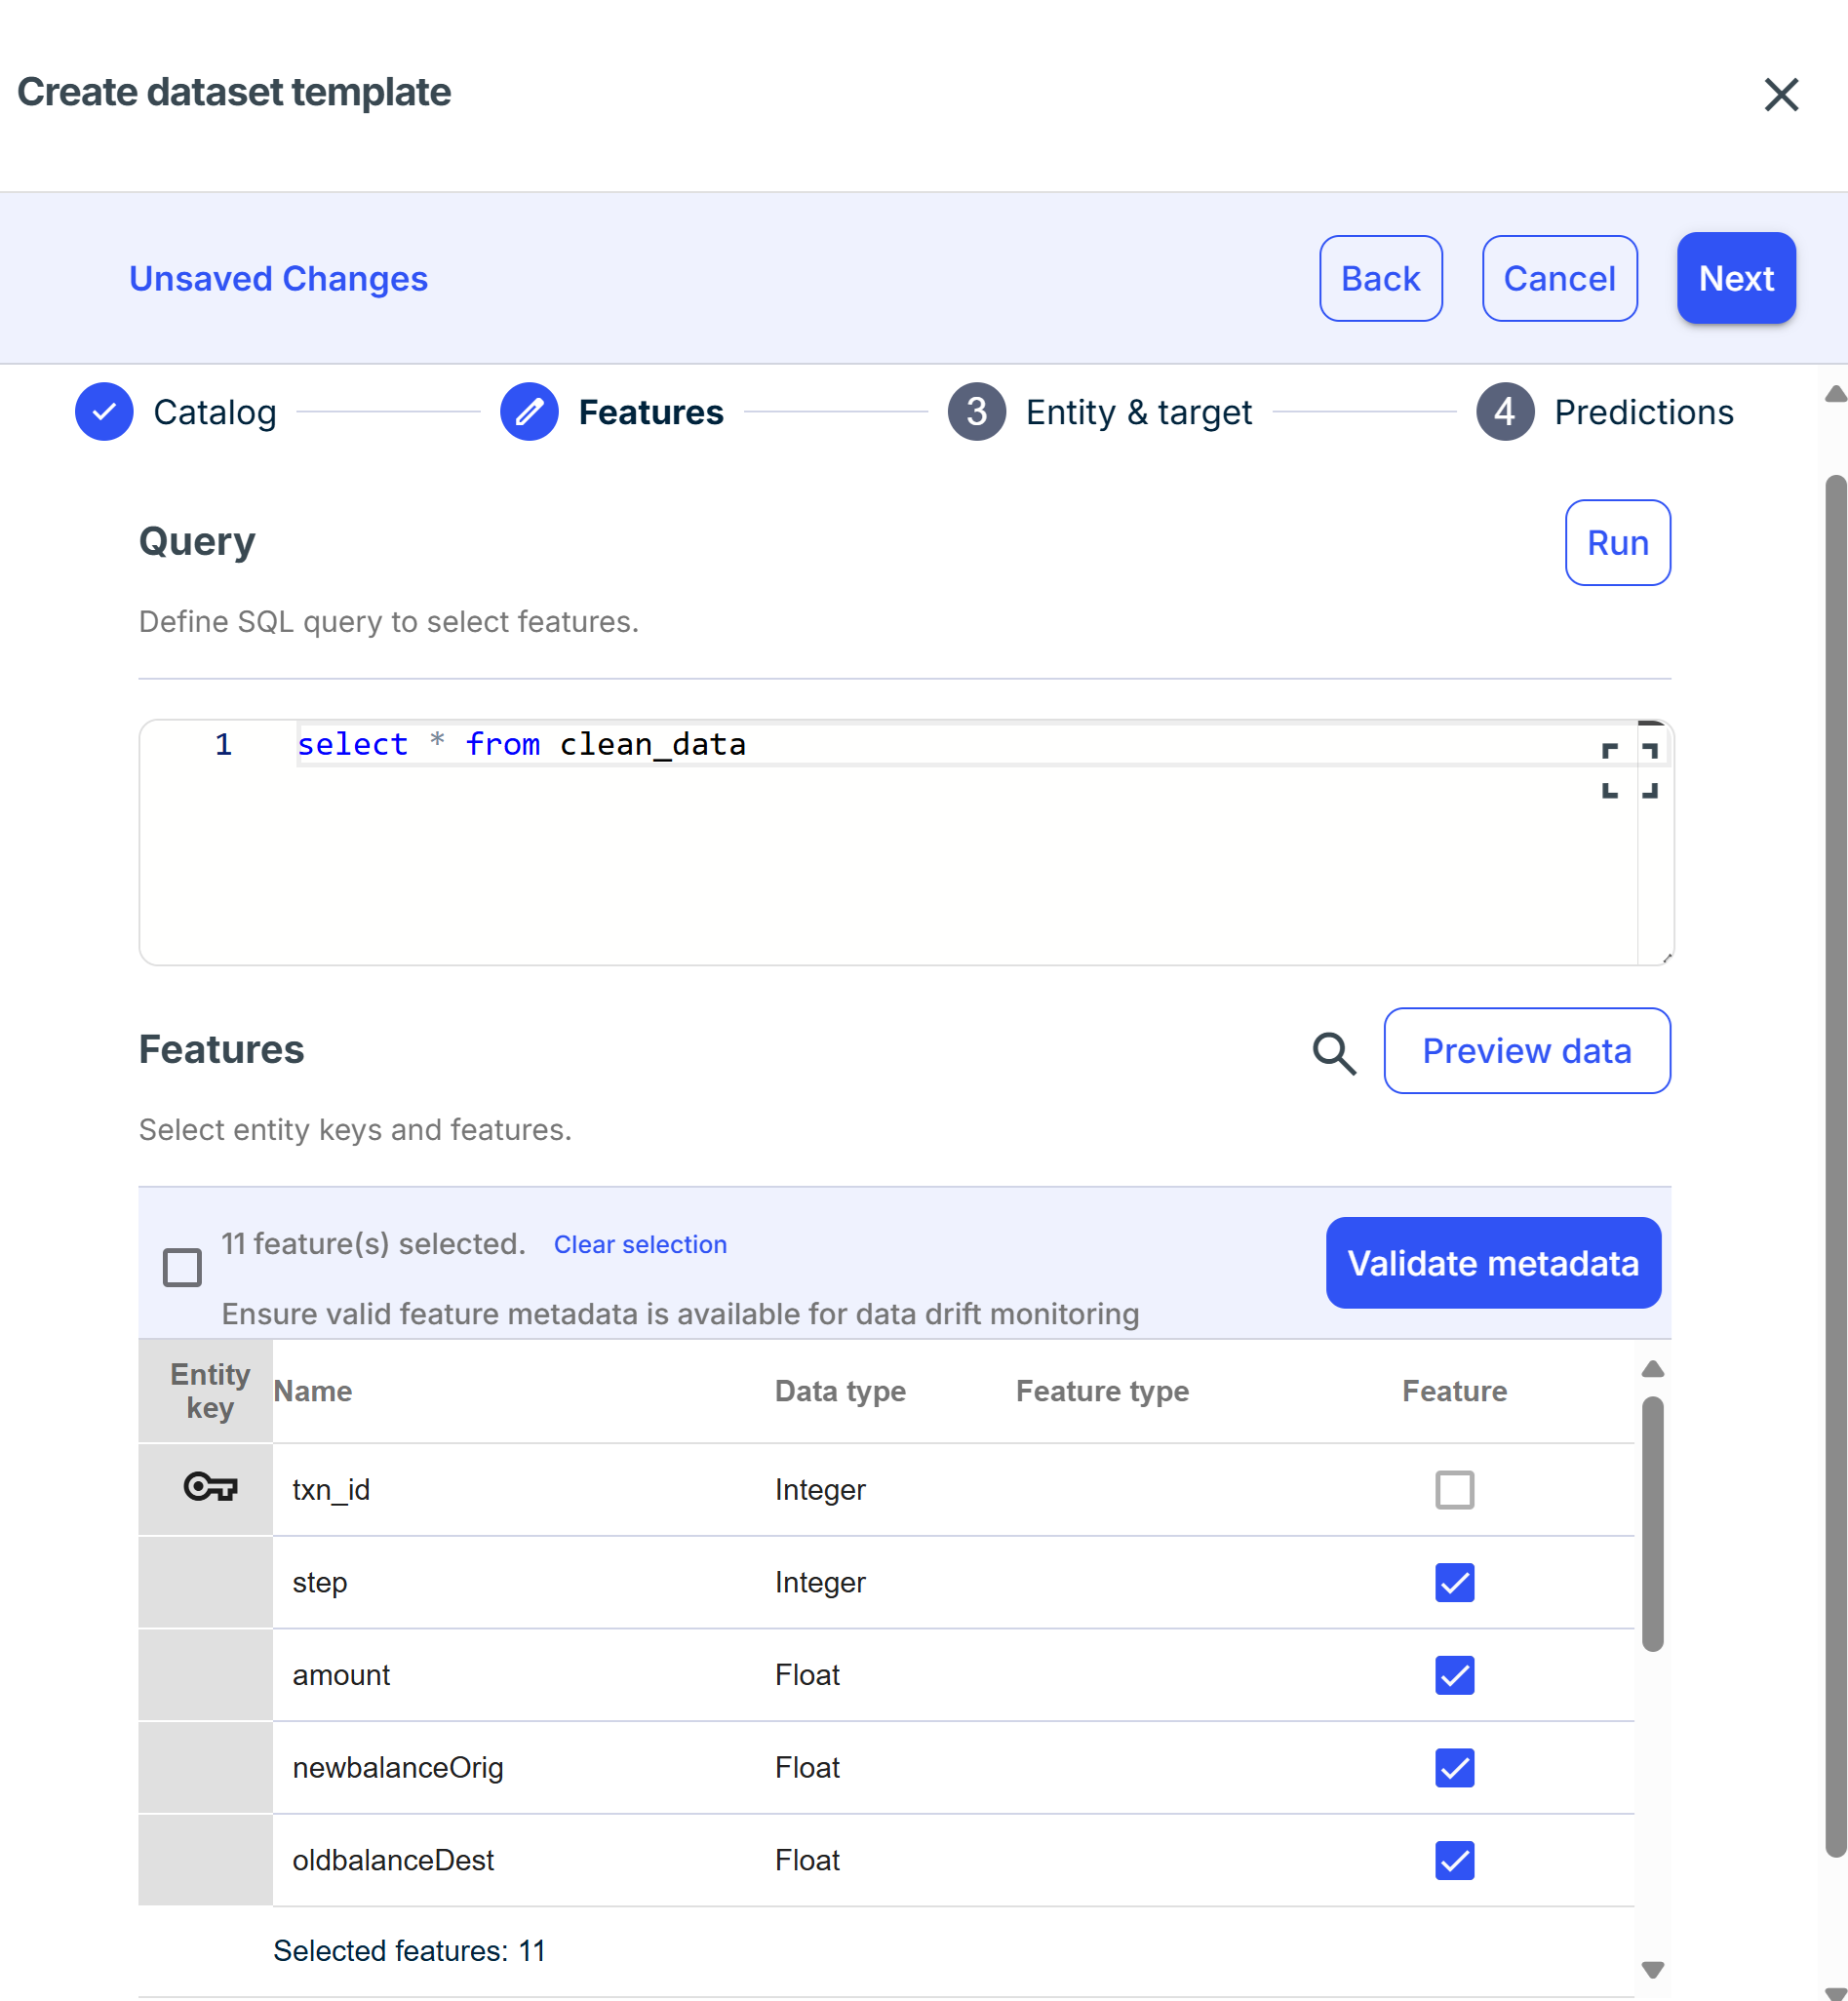 Create dataset template
Unsaved Changes
Back
Cancel
Next
Catalog
Features
3
Entity & target
4
Predictions
Query
Run
Define SQL query to select features.
1
select * from clean_data
Features
Preview data
Select entity keys and features.
11 feature(s) selected.
Clear selection
Validate metadata
Ensure valid feature metadata is available for data drift monitoring
Entity key
Name
Data type
Feature type
Feature
txn_id
Integer
step
Integer
amount
Float
newbalanceOrig
Float
oldbalanceDest
Float
Selected features: 11